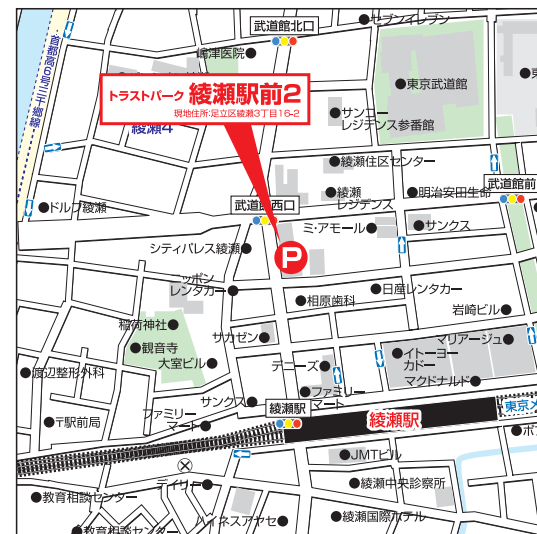 武道館北口
セブンイレブン
嶋津医院
首都高6号三郷線
東京武道館
トラストパーク 綾瀬駅前2
現地住所:足立区綾瀬3丁目16-2
サンコー
レジデンス参番館
綾瀬4
綾瀬住区センター
武道館前
綾瀬
レジデンス
明治安田生命
ドルフ綾瀬
武道館西口
ミ・アモール
サンクス
シティパレス綾瀬
P
ニッポン
レンタカー
日産レンタカー
相原歯科
岩崎ビル
稲荷神社
サカゼン
マリアージュ
観音寺
イトーヨー
カドー
大室ビル
デニーズ
渡辺整形外科
マクドナルド
ファミリー
マート
サンクス
綾瀬駅
ファミリー
マート
綾瀬駅
東京メ
〒駅前局
JMTビル
デイリー
綾瀬中央診察所
教育相談センター
ハイネスアヤセ
綾瀬国際ホテル
教育相談センター